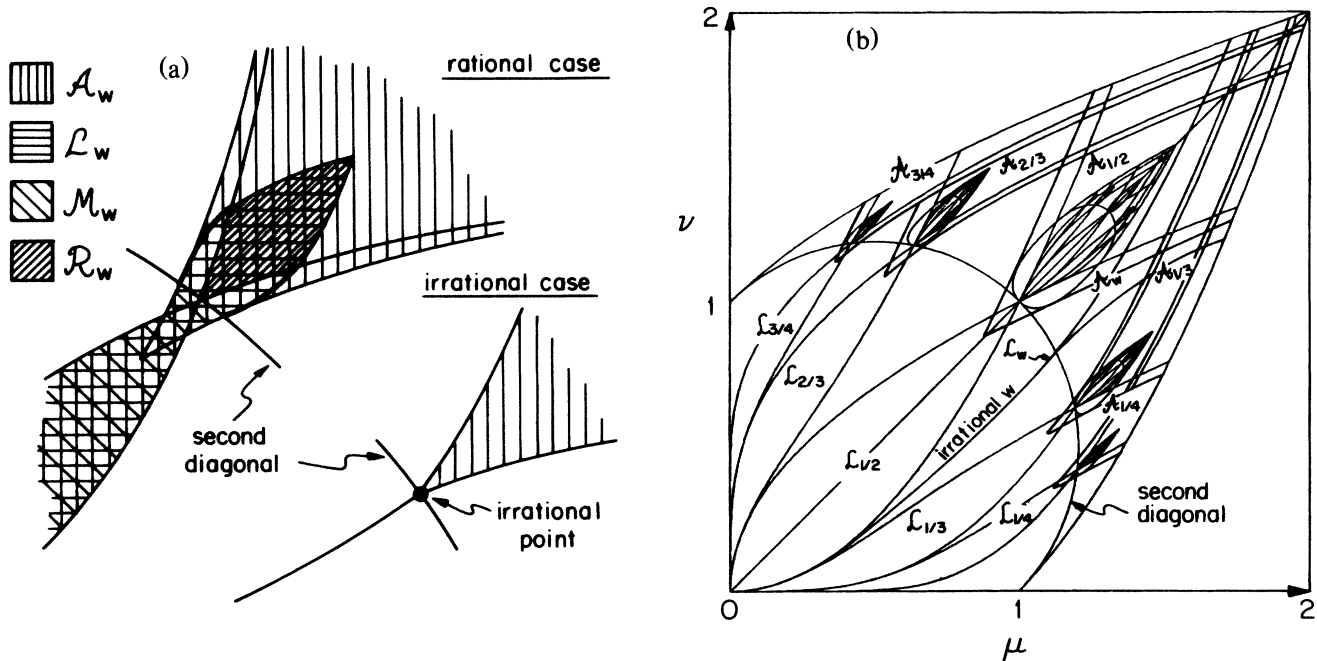 (a)
rational case
𝒜w
ℒw
ℳw
ℛw
irrational case
second
diagonal
irrational
point
(b)
2
ν
1
0
1
2
μ
𝒜3/4
𝒜2/3
𝒜1/2
𝒜w
𝒜1/3
𝒜1/4
ℒ3/4
ℒ2/3
ℒw
irrational w
ℒ1/2
ℒ1/3
ℒ1/4
second
diagonal